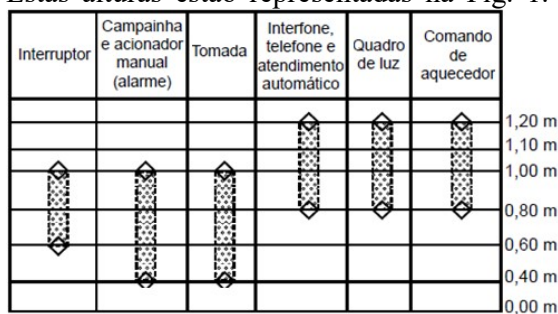 Estas alturas estão representadas na Fig. 1.
Interruptor
Campainha
e acionador
manual
(alarme)
Tomada
Interfone,
telefone e
atendimento
automático
Quadro
de luz
Comando
de
aquecedor
1,20 m
1,10 m
1,00 m
0,80 m
0,60 m
0,40 m
0,00 m